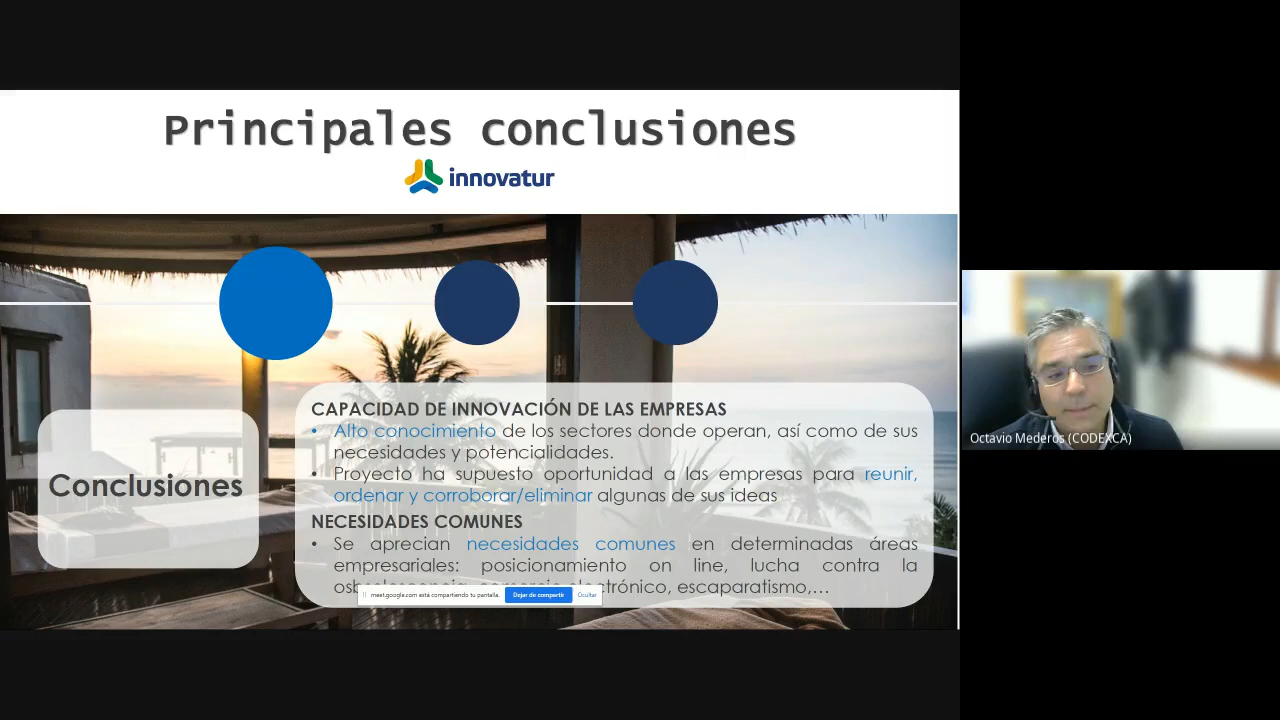 Principales conclusiones
innovatur
Conclusiones
CAPACIDAD DE INNOVACIÓN DE LAS EMPRESAS
• Alto conocimiento de los sectores donde operan, así como de sus
necesidades y potencialidades.
• Proyecto ha supuesto oportunidad a las empresas para reunir,
ordenar y corroborar/eliminar algunas de sus ideas
NECESIDADES COMUNES
• Se aprecian necesidades comunes en determinadas áreas
empresariales: posicionamiento on line, lucha contra la
escaparatismo,…
meet.google.com está compartiendo tu pantalla. Dejar de compartir Ocultar
Octavio Mederos (CODEXCA)